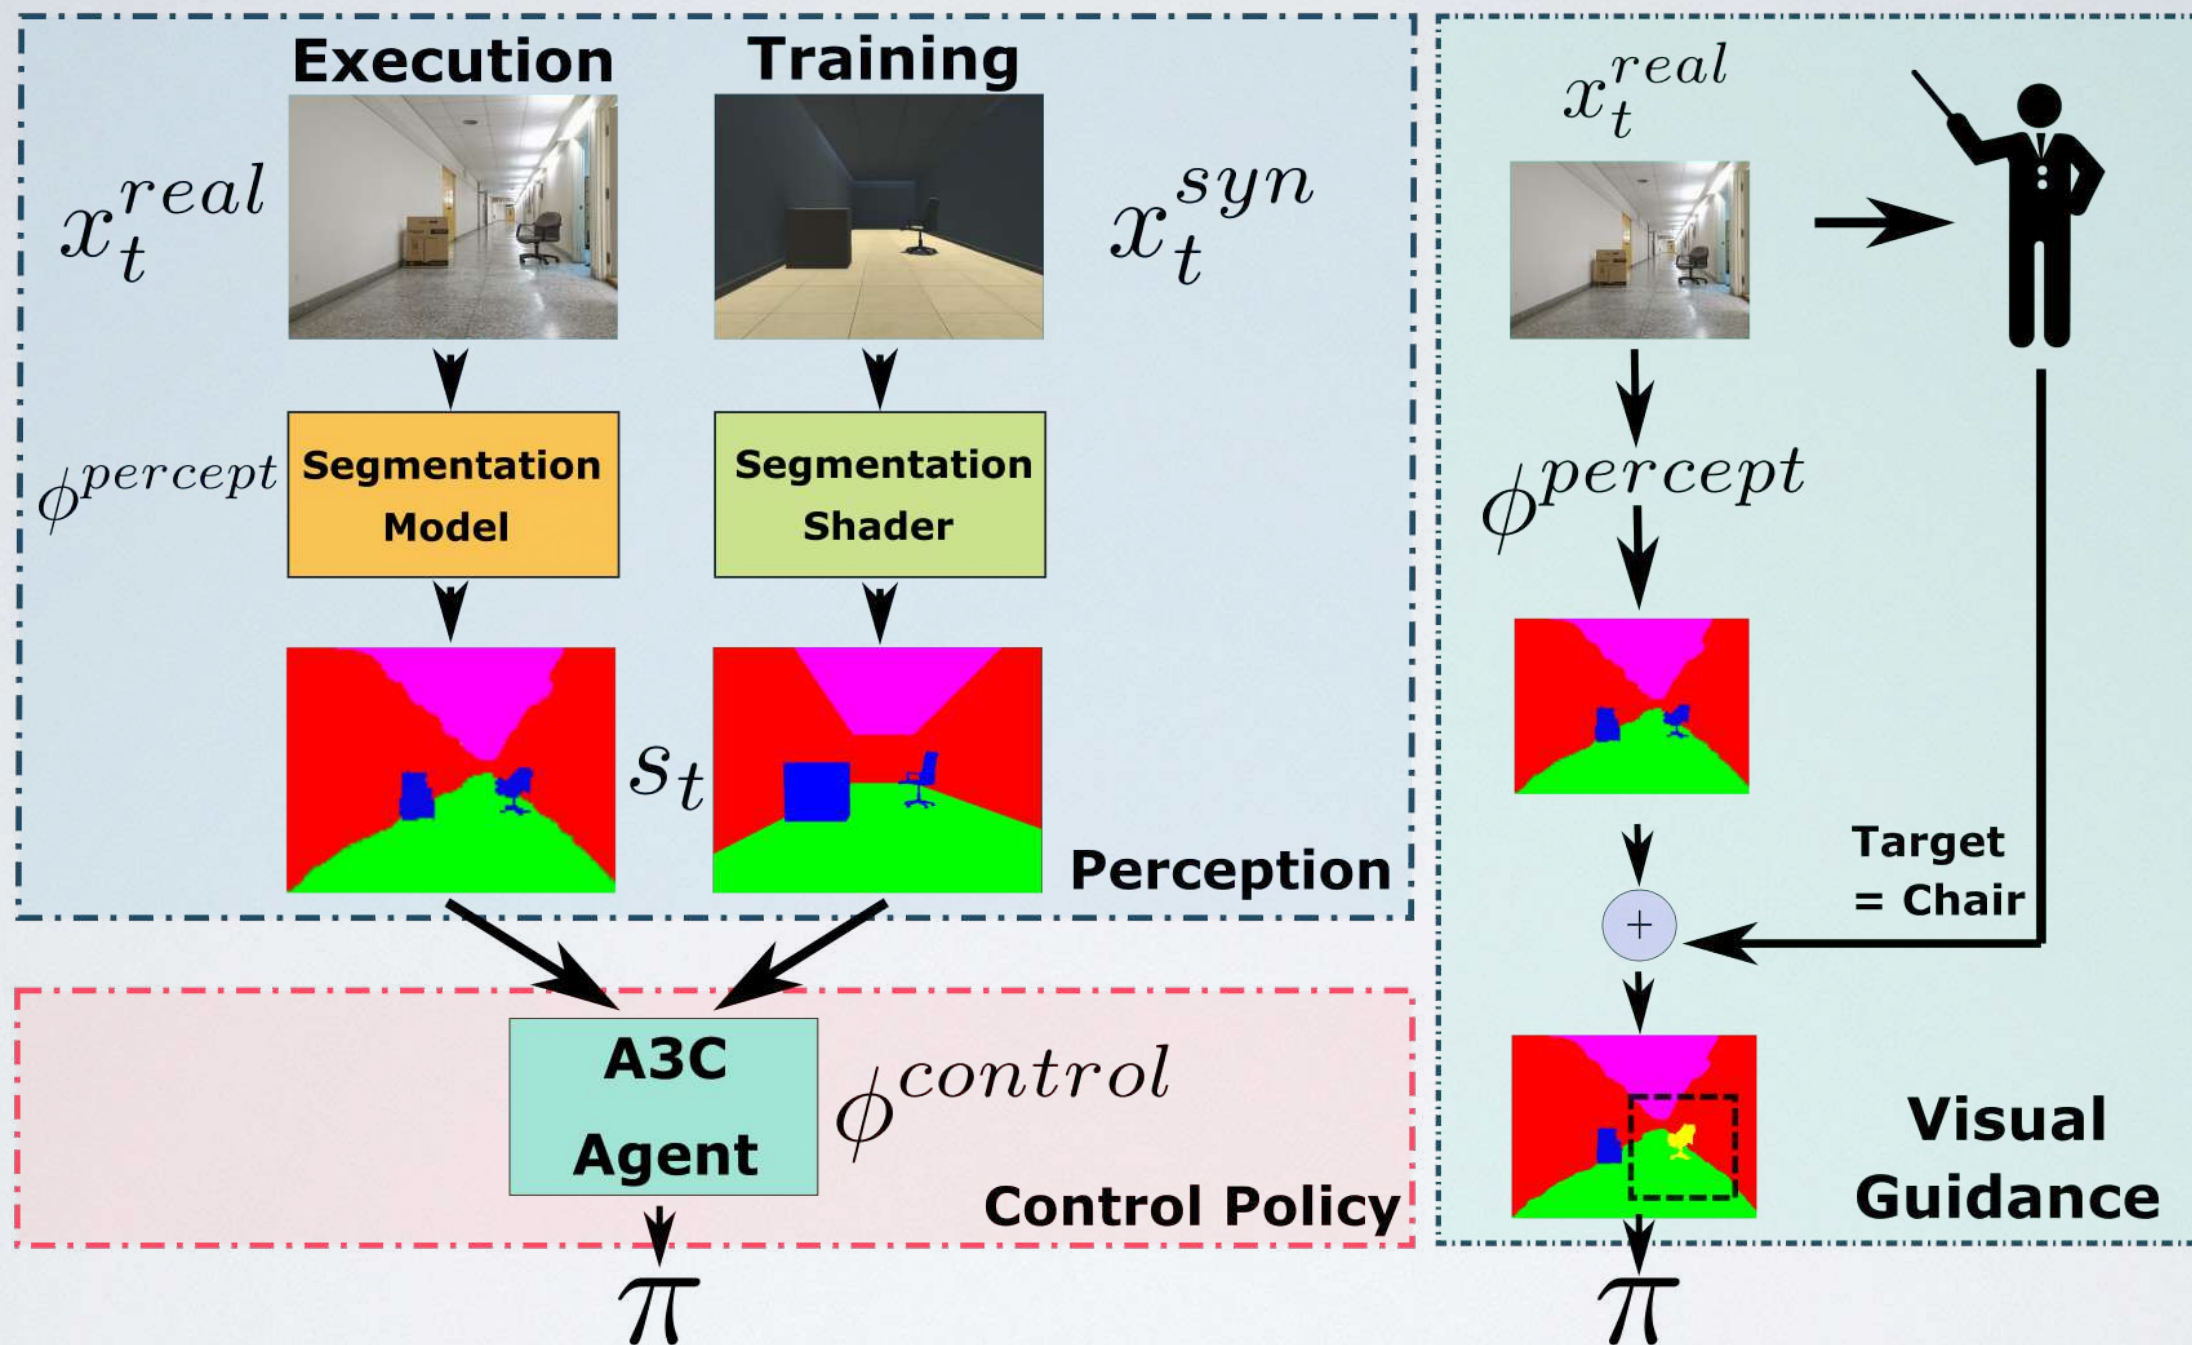 Execution
Training
x_t^{real}
x_t^{syn}
ϕ^{percept}
Segmentation
Model
Segmentation
Shader
s_t
Perception
A3C
Agent
ϕ^{control}
Control Policy
π
x_t^{real}
ϕ^{percept}
Target
= Chair
+
Visual
Guidance
π